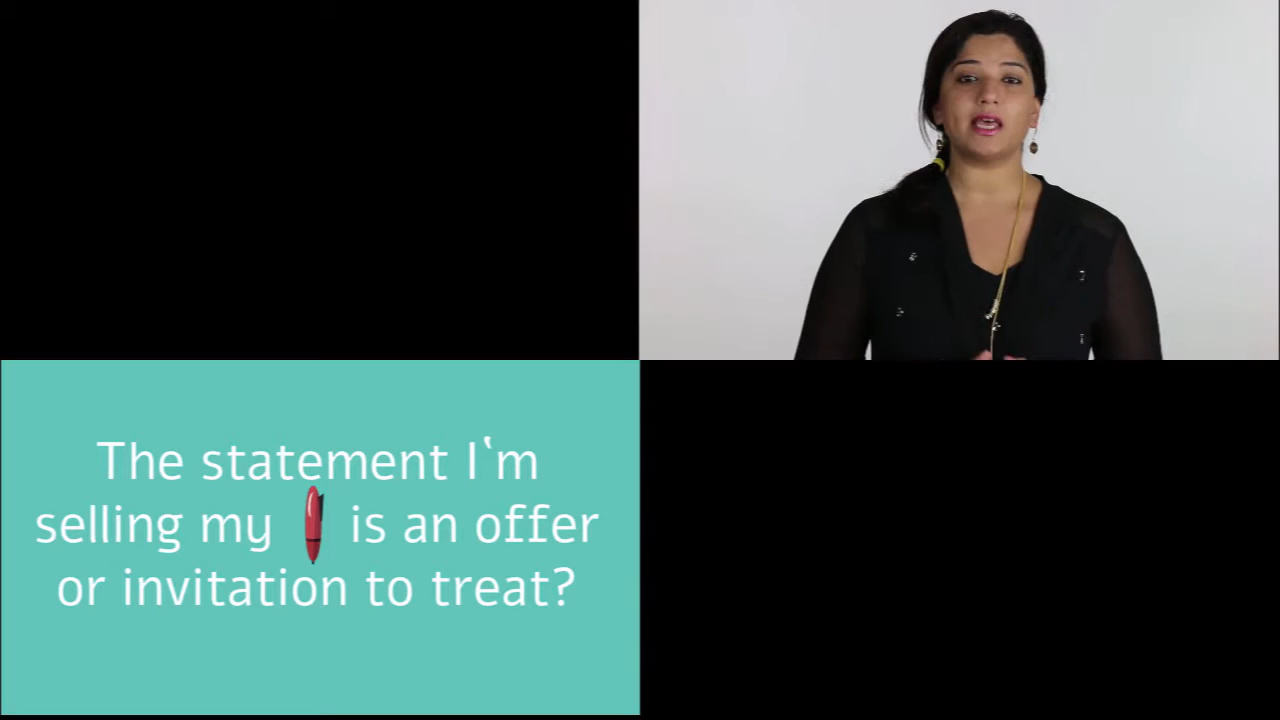 The statement I‛m
selling my is an offer
or invitation to treat?